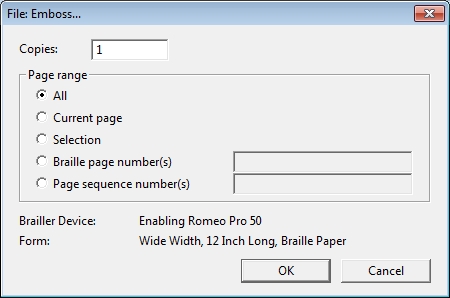 File: Emboss...
Copies: 1
Page range
All
Current page
Selection
Braille page number(s)
Page sequence number(s)
Brailler Device: Enabling Romeo Pro 50
Form: Wide Width, 12 Inch Long, Braille Paper
OK Cancel